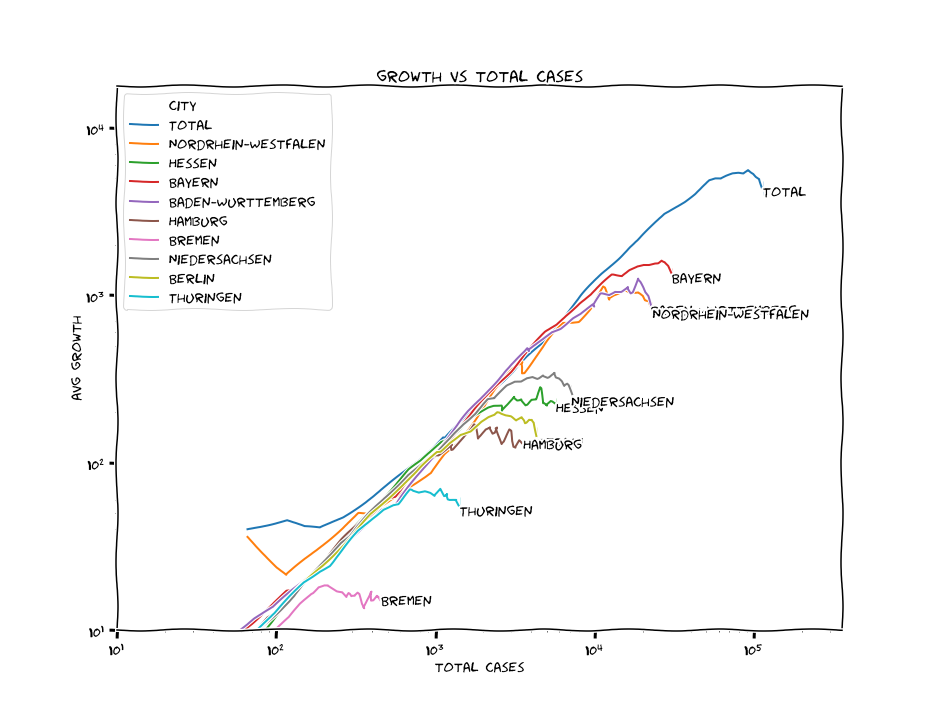 GROWTH VS TOTAL CASES
CITY
TOTAL
NORDRHEIN-WESTFALEN
HESSEN
BAYERN
BADEN-WURTTEMBERG
HAMBURG
BREMEN
NIEDERSACHSEN
BERLIN
THURINGEN
10⁴
10³
10²
10¹
AVG GROWTH
TOTAL
BAYERN
NORDRHEIN-WESTFALEN
NIEDERSACHSEN
HESSEN
HAMBURG
THURINGEN
BREMEN
10¹
10²
10³
10⁴
10⁵
TOTAL CASES